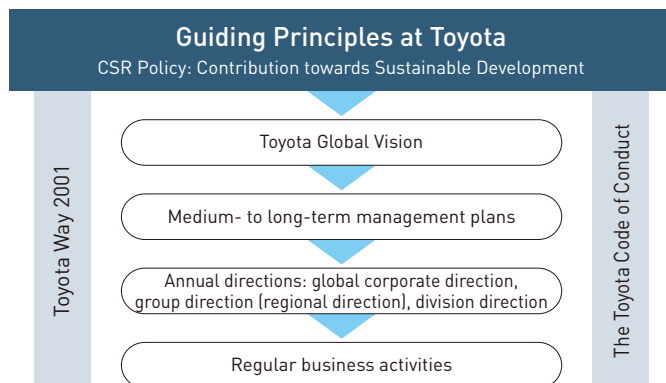 Guiding Principles at Toyota
CSR Policy: Contribution towards Sustainable Development
Toyota Way 2001
Toyota Global Vision
Medium- to long-term management plans
Annual directions: global corporate direction,
group direction (regional direction), division direction
Regular business activities
The Toyota Code of Conduct